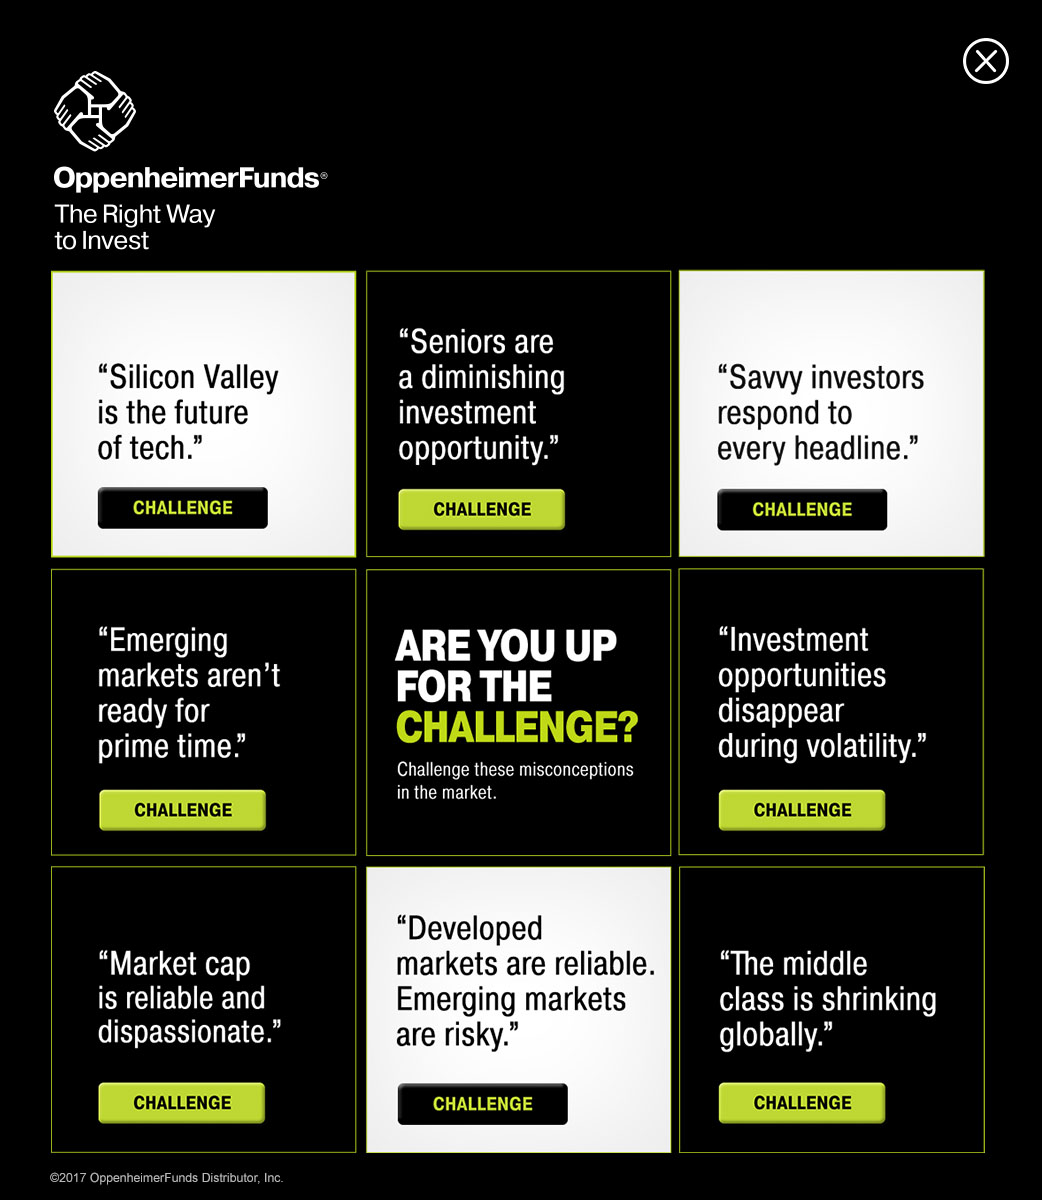 OppenheimerFunds®
The Right Way
to Invest
“Silicon Valley
is the future
of tech.”
CHALLENGE
“Seniors are
a diminishing
investment
opportunity.”
CHALLENGE
“Savvy investors
respond to
every headline.”
CHALLENGE
“Emerging
markets aren’t
ready for
prime time.”
CHALLENGE
ARE YOU UP
FOR THE
CHALLENGE?
Challenge these misconceptions
in the market.
“Investment
opportunities
disappear
during volatility.”
CHALLENGE
“Market cap
is reliable and
dispassionate.”
CHALLENGE
“Developed
markets are reliable.
Emerging markets
are risky.”
CHALLENGE
“The middle
class is shrinking
globally.”
CHALLENGE
©2017 OppenheimerFunds Distributor, Inc.